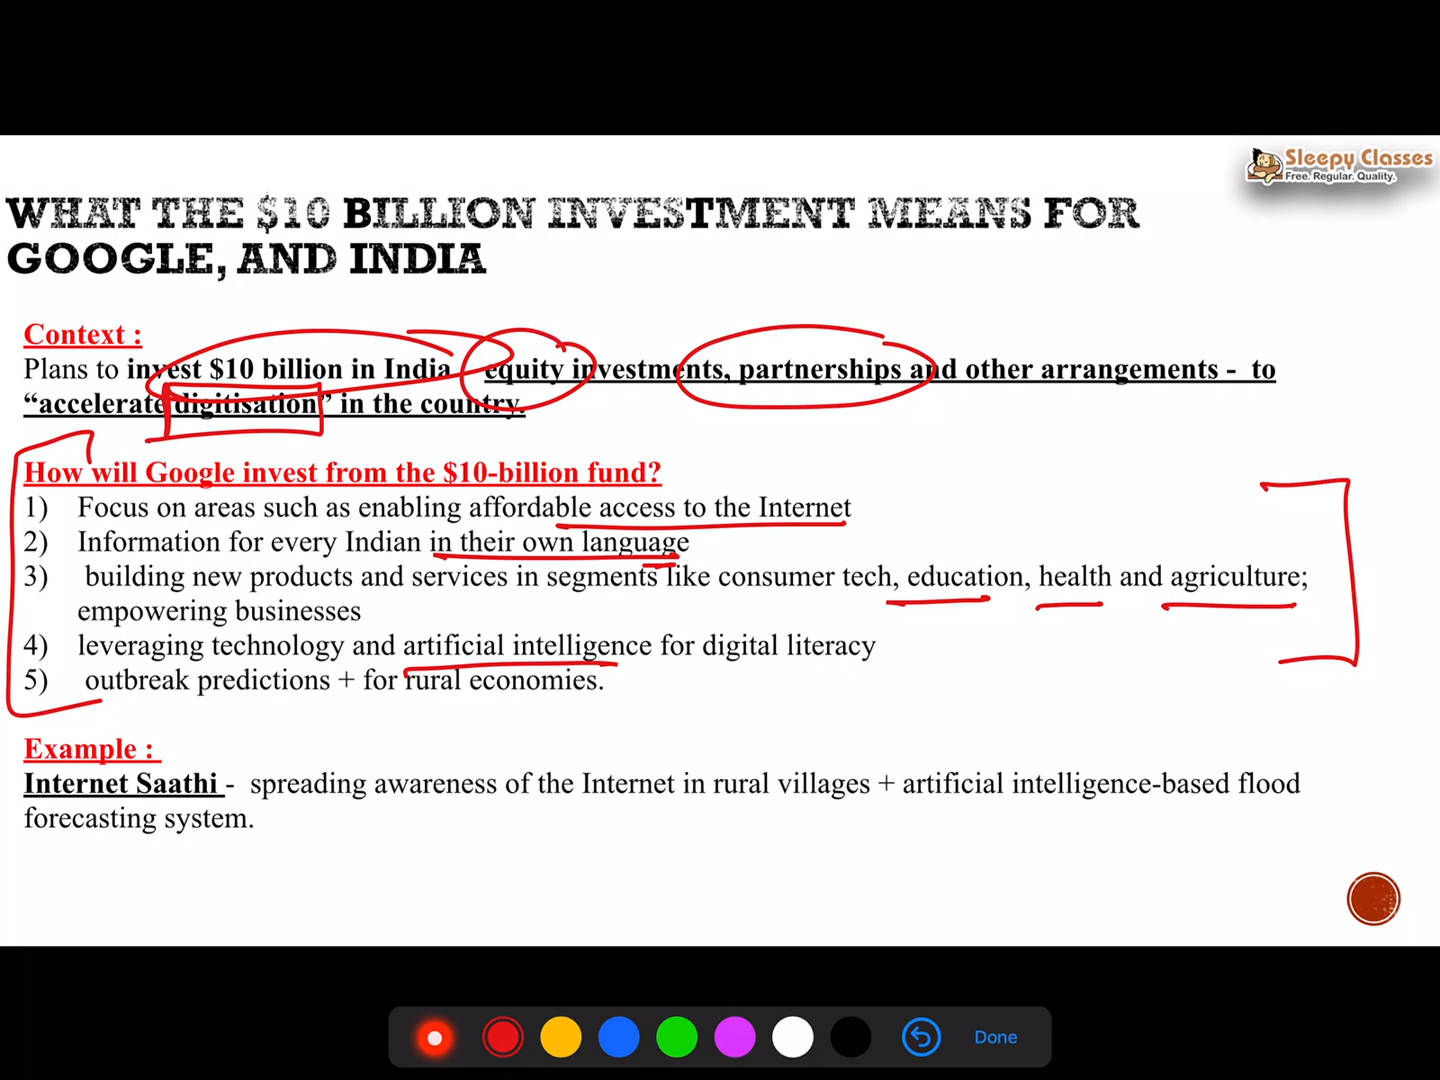 Sleepy Classes
Free. Regular. Quality.
WHAT THE $10 BILLION INVESTMENT MEANS FOR
GOOGLE, AND INDIA
Context :
Plans to invest $10 billion in India equity investments, partnerships and other arrangements - to
“accelerate digitisation” in the country.
How will Google invest from the $10-billion fund?
1) Focus on areas such as enabling affordable access to the Internet
2) Information for every Indian in their own language
3) building new products and services in segments like consumer tech, education, health and agriculture;
empowering businesses
4) leveraging technology and artificial intelligence for digital literacy
5) outbreak predictions + for rural economies.
Example :
Internet Saathi - spreading awareness of the Internet in rural villages + artificial intelligence-based flood
forecasting system.
Done